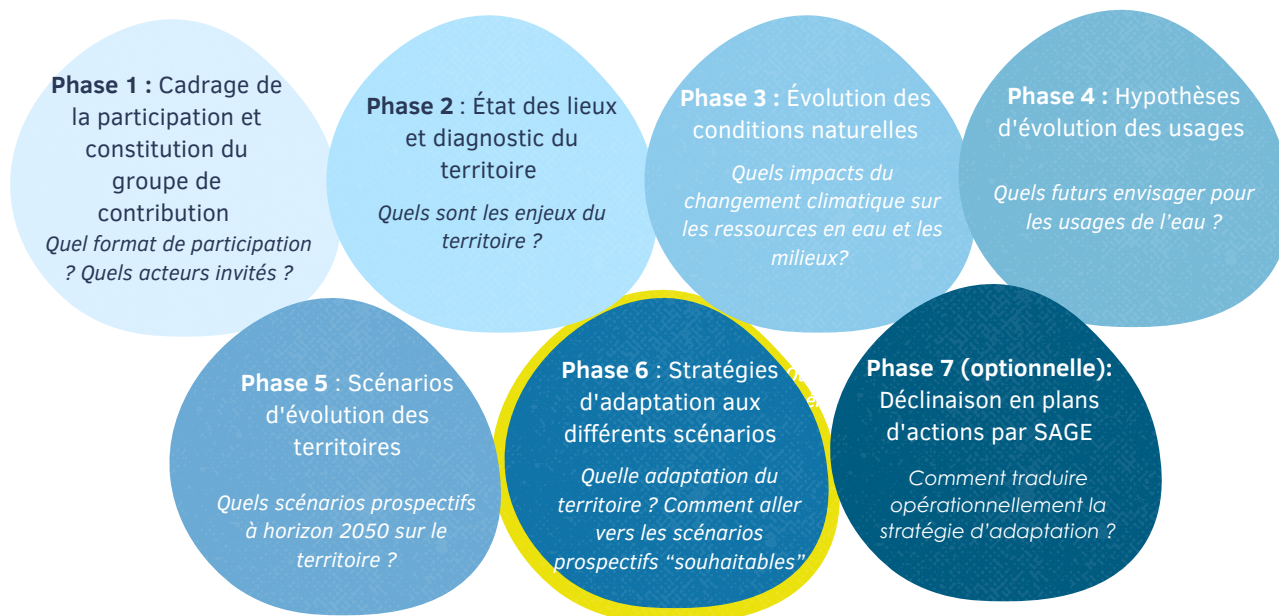 Phase 1 : Cadrage de
la participation et
constitution du
groupe de
contribution
Quel format de participation
? Quels acteurs invités ?
Phase 2 : État des lieux
et diagnostic du
territoire
Quels sont les enjeux du
territoire ?
Phase 3 : Évolution des
conditions naturelles
Quels impacts du
changement climatique sur
les ressources en eau et les
milieux?
Phase 4 : Hypothèses
d'évolution des usages
Quels futurs envisager pour
les usages de l'eau ?
Phase 5 : Scénarios
d'évolution des
territoires
Quels scénarios prospectifs
à horizon 2050 sur le
territoire ?
Phase 6 : Stratégies
d'adaptation aux
différents scénarios
Quelle adaptation du
territoire ? Comment aller
vers les scénarios
prospectifs “souhaitables”
Phase 7 (optionnelle):
Déclinaison en plans
d'actions par SAGE
Comment traduire
opérationnellement la
stratégie d’adaptation ?